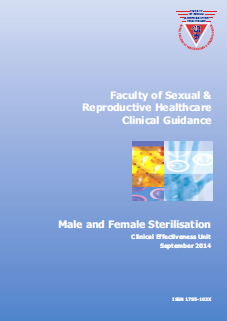 Faculty of Sexual &
Reproductive Healthcare
Clinical Guidance
Male and Female Sterilisation
Clinical Effectiveness Unit
September 2014
ISSN 1755-103X